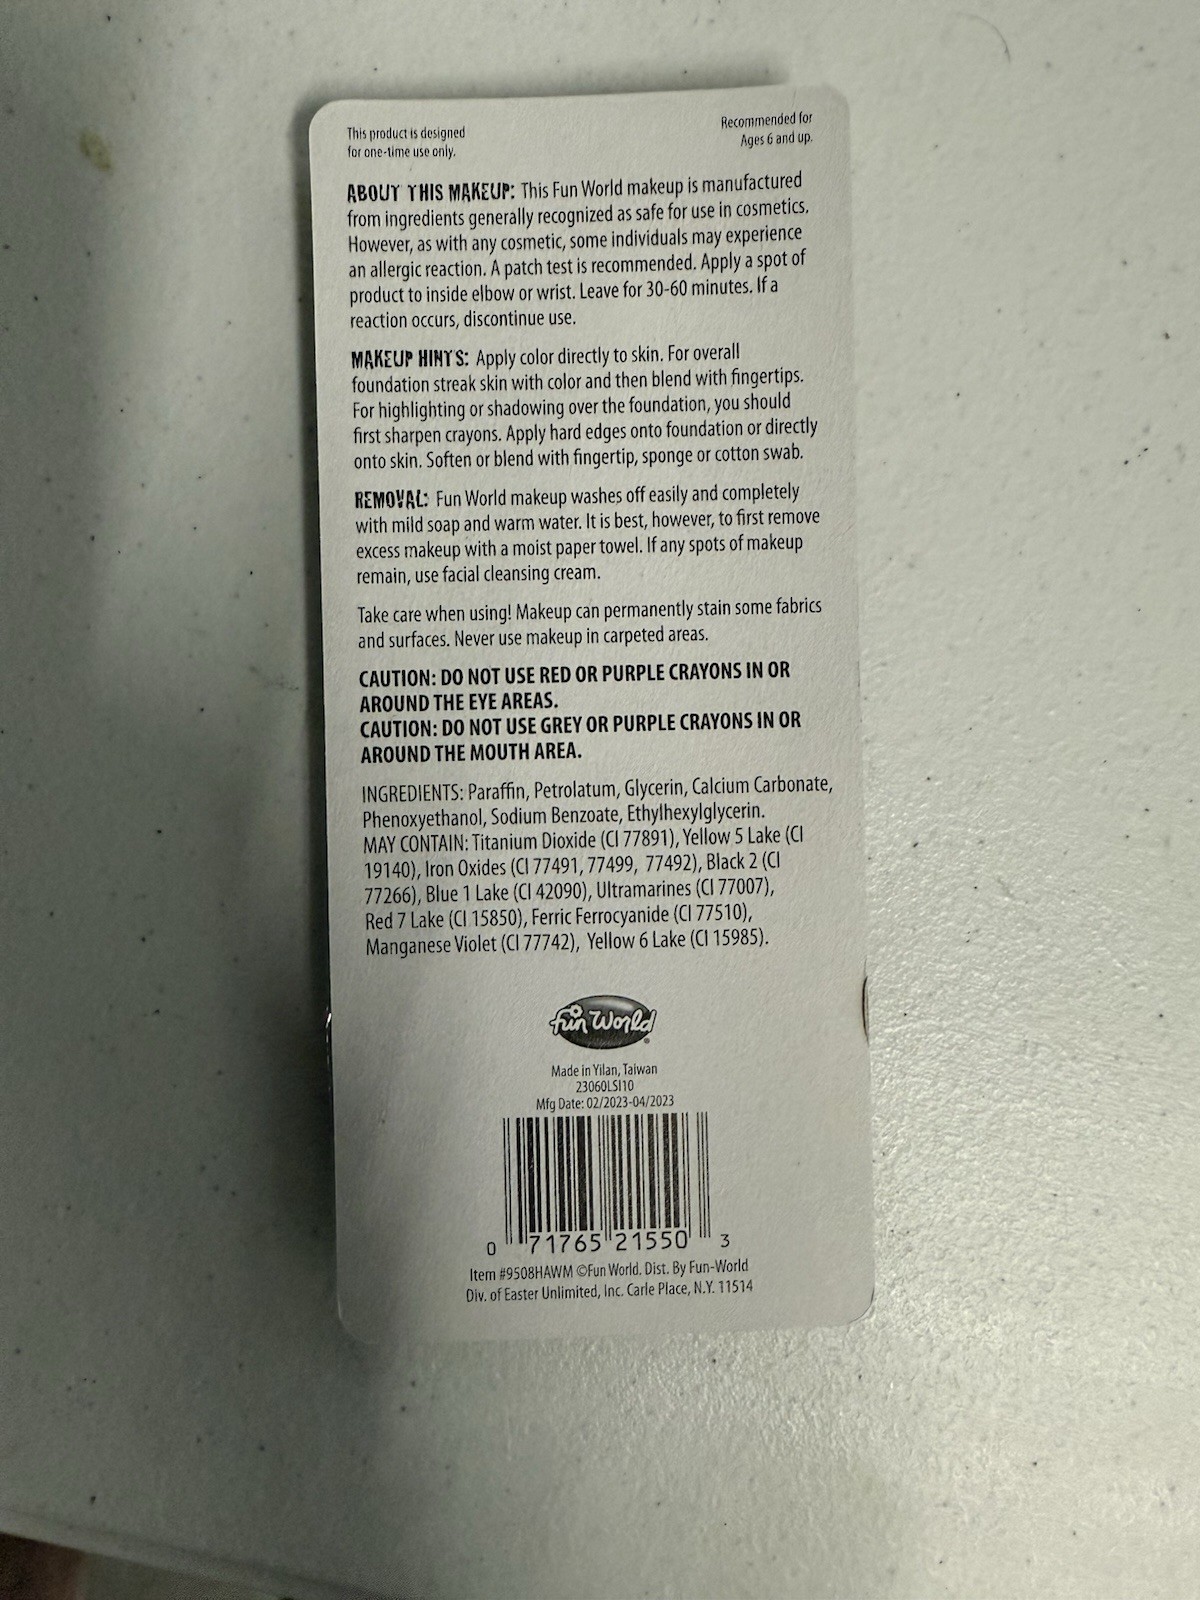 This product is designed
for one-time use only.
Recommended for
Ages 6 and up.
ABOUT THIS MAKEUP: This Fun World makeup is manufactured
from ingredients generally recognized as safe for use in cosmetics.
However, as with any cosmetic, some individuals may experience
an allergic reaction. A patch test is recommended. Apply a spot of
product to inside elbow or wrist. Leave for 30-60 minutes. If a
reaction occurs, discontinue use.
MAKEUP HINTS: Apply color directly to skin. For overall
foundation streak skin with color and then blend with fingertips.
For highlighting or shadowing over the foundation, you should
first sharpen crayons. Apply hard edges onto foundation or directly
onto skin. Soften or blend with fingertip, sponge or cotton swab.
REMOVAL: Fun World makeup washes off easily and completely
with mild soap and warm water. It is best, however, to first remove
excess makeup with a moist paper towel. If any spots of makeup
remain, use facial cleansing cream.
Take care when using! Makeup can permanently stain some fabrics
and surfaces. Never use makeup in carpeted areas.
CAUTION: DO NOT USE RED OR PURPLE CRAYONS IN OR
AROUND THE EYE AREAS.
CAUTION: DO NOT USE GREY OR PURPLE CRAYONS IN OR
AROUND THE MOUTH AREA.
INGREDIENTS: Paraffin, Petrolatum, Glycerin, Calcium Carbonate,
Phenoxyethanol, Sodium Benzoate, Ethylhexylglycerin.
MAY CONTAIN: Titanium Dioxide (CI 77891), Yellow 5 Lake (CI
19140), Iron Oxides (CI 77491, 77499, 77492), Black 2 (CI
77266), Blue 1 Lake (CI 42090), Ultramarines (CI 77007),
Red 7 Lake (CI 15850), Ferric Ferrocyanide (CI 77510),
Manganese Violet (CI 77742), Yellow 6 Lake (CI 15985).
fun World®
Made in Yilan, Taiwan
23060LSI10
Mfg Date: 02/2023-04/2023
0 71765 21550 3
Item #9508HAWM ©Fun World. Dist. By Fun-World
Div. of Easter Unlimited, Inc. Carle Place, N.Y. 11514